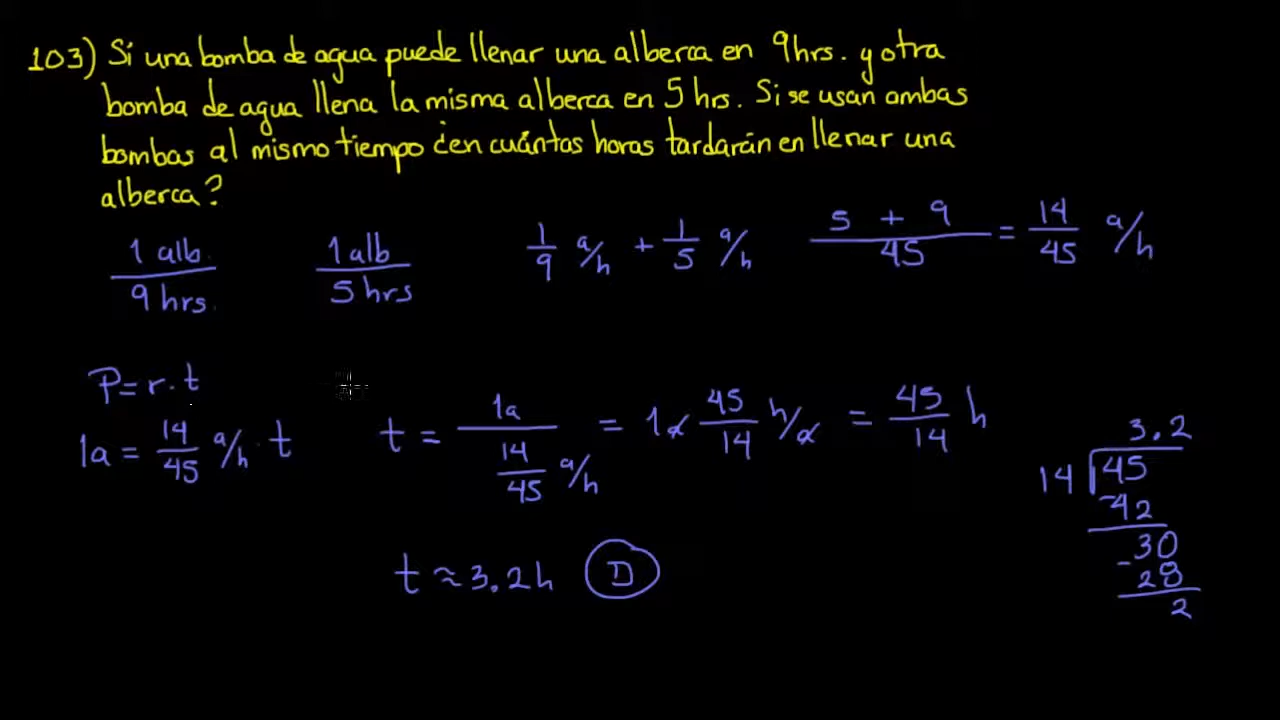 103) Si una bomba de agua puede llenar una alberca en 9hrs. y otra
bomba de agua llena la misma alberca en 5 hrs. Si se usan ambas
bombas al mismo tiempo ¿en cuántas horas tardarán en llenar una
alberca?
1 alb. / 9 hrs.   1 alb / 5 hrs   1/9 a/h + 1/5 a/h   5 + 9 / 45 = 14/45 a/h
P = r · t
1a = 14/45 a/h · t   t = 1a / 14/45 a/h = 1a 45/14 h/a = 45/14 h
3.2
14 45
-42
30
-28
2
t ≈ 3.2h D